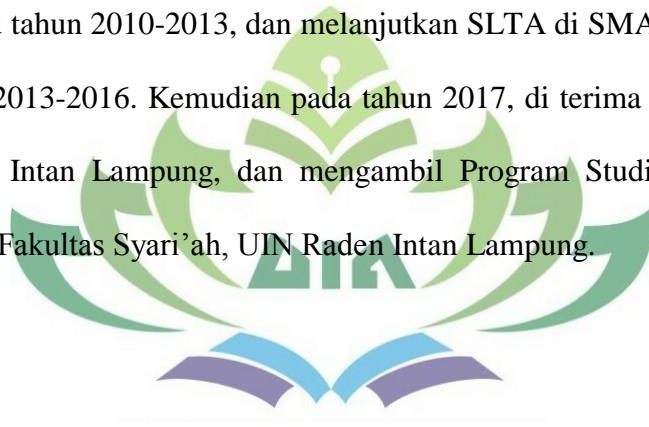 tahun 2010-2013, dan melanjutkan SLTA di SMA
2013-2016. Kemudian pada tahun 2017, di terima
Intan Lampung, dan mengambil Program Studi
Fakultas Syari’ah, UIN Raden Intan Lampung.